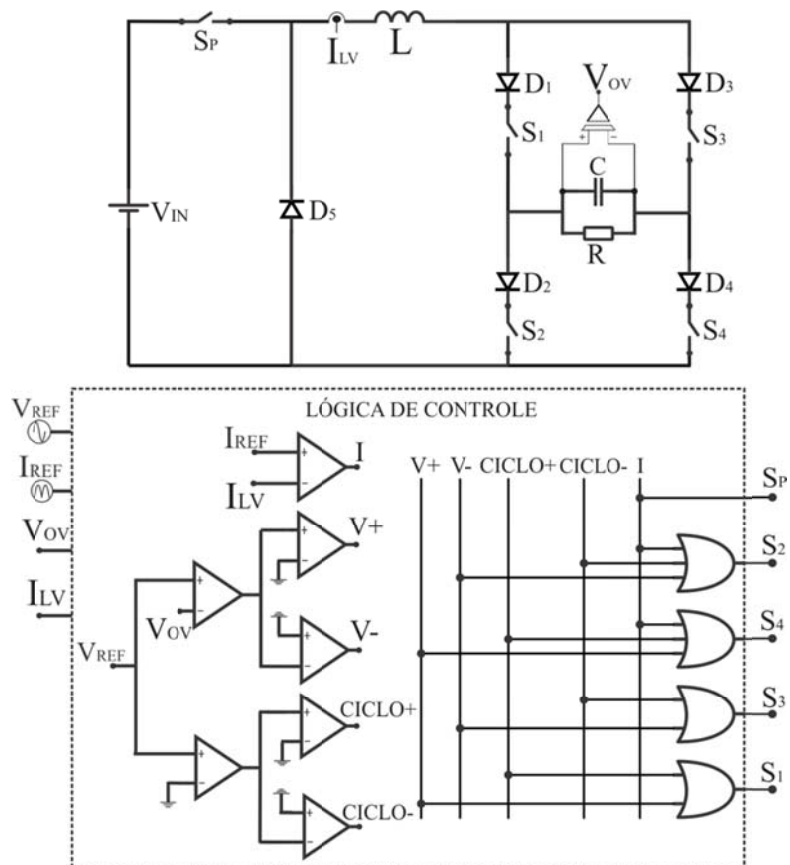 SP
ILV
L
D1
VOV
D3
S1
S3
+ −
C
VIN
D5
R
D2
D4
S2
S4
LÓGICA DE CONTROLE
VREF
IREF
VOV
ILV
IREF
+
−
I
ILV
+
−
V+
+
−
VOV
+
−
V-
VREF
+
−
CICLO+
+
−
+
−
CICLO-
V+ V- CICLO+ CICLO- I
SP
S2
S4
S3
S1